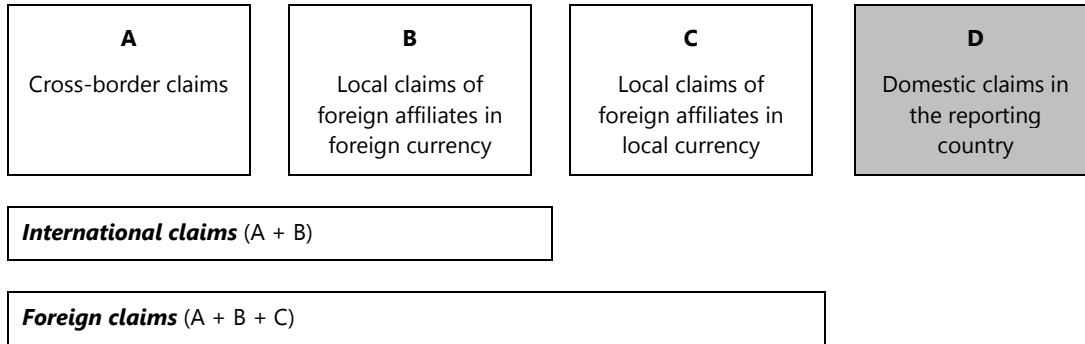 A
Cross-border claims
B
Local claims of
foreign affiliates in
foreign currency
C
Local claims of
foreign affiliates in
local currency
D
Domestic claims in
the reporting
country
International claims (A + B)
Foreign claims (A + B + C)